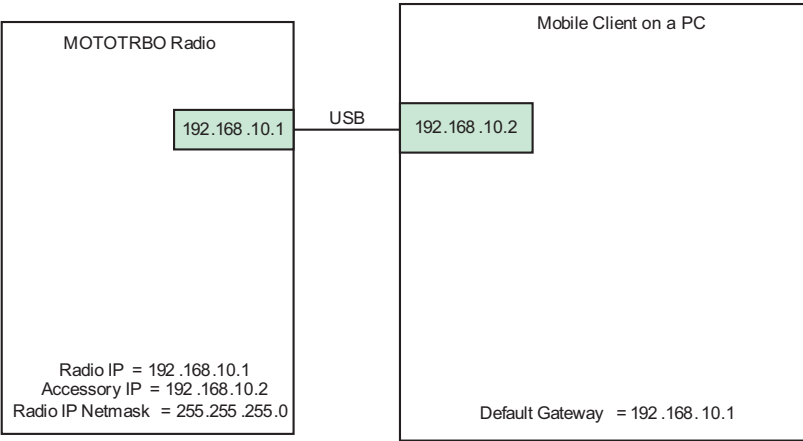 MOTOTRBO Radio
Mobile Client on a PC
192.168.10.1
USB
192.168.10.2
Radio IP = 192.168.10.1
Accessory IP = 192.168.10.2
Radio IP Netmask = 255.255.255.0
Default Gateway = 192.168.10.1